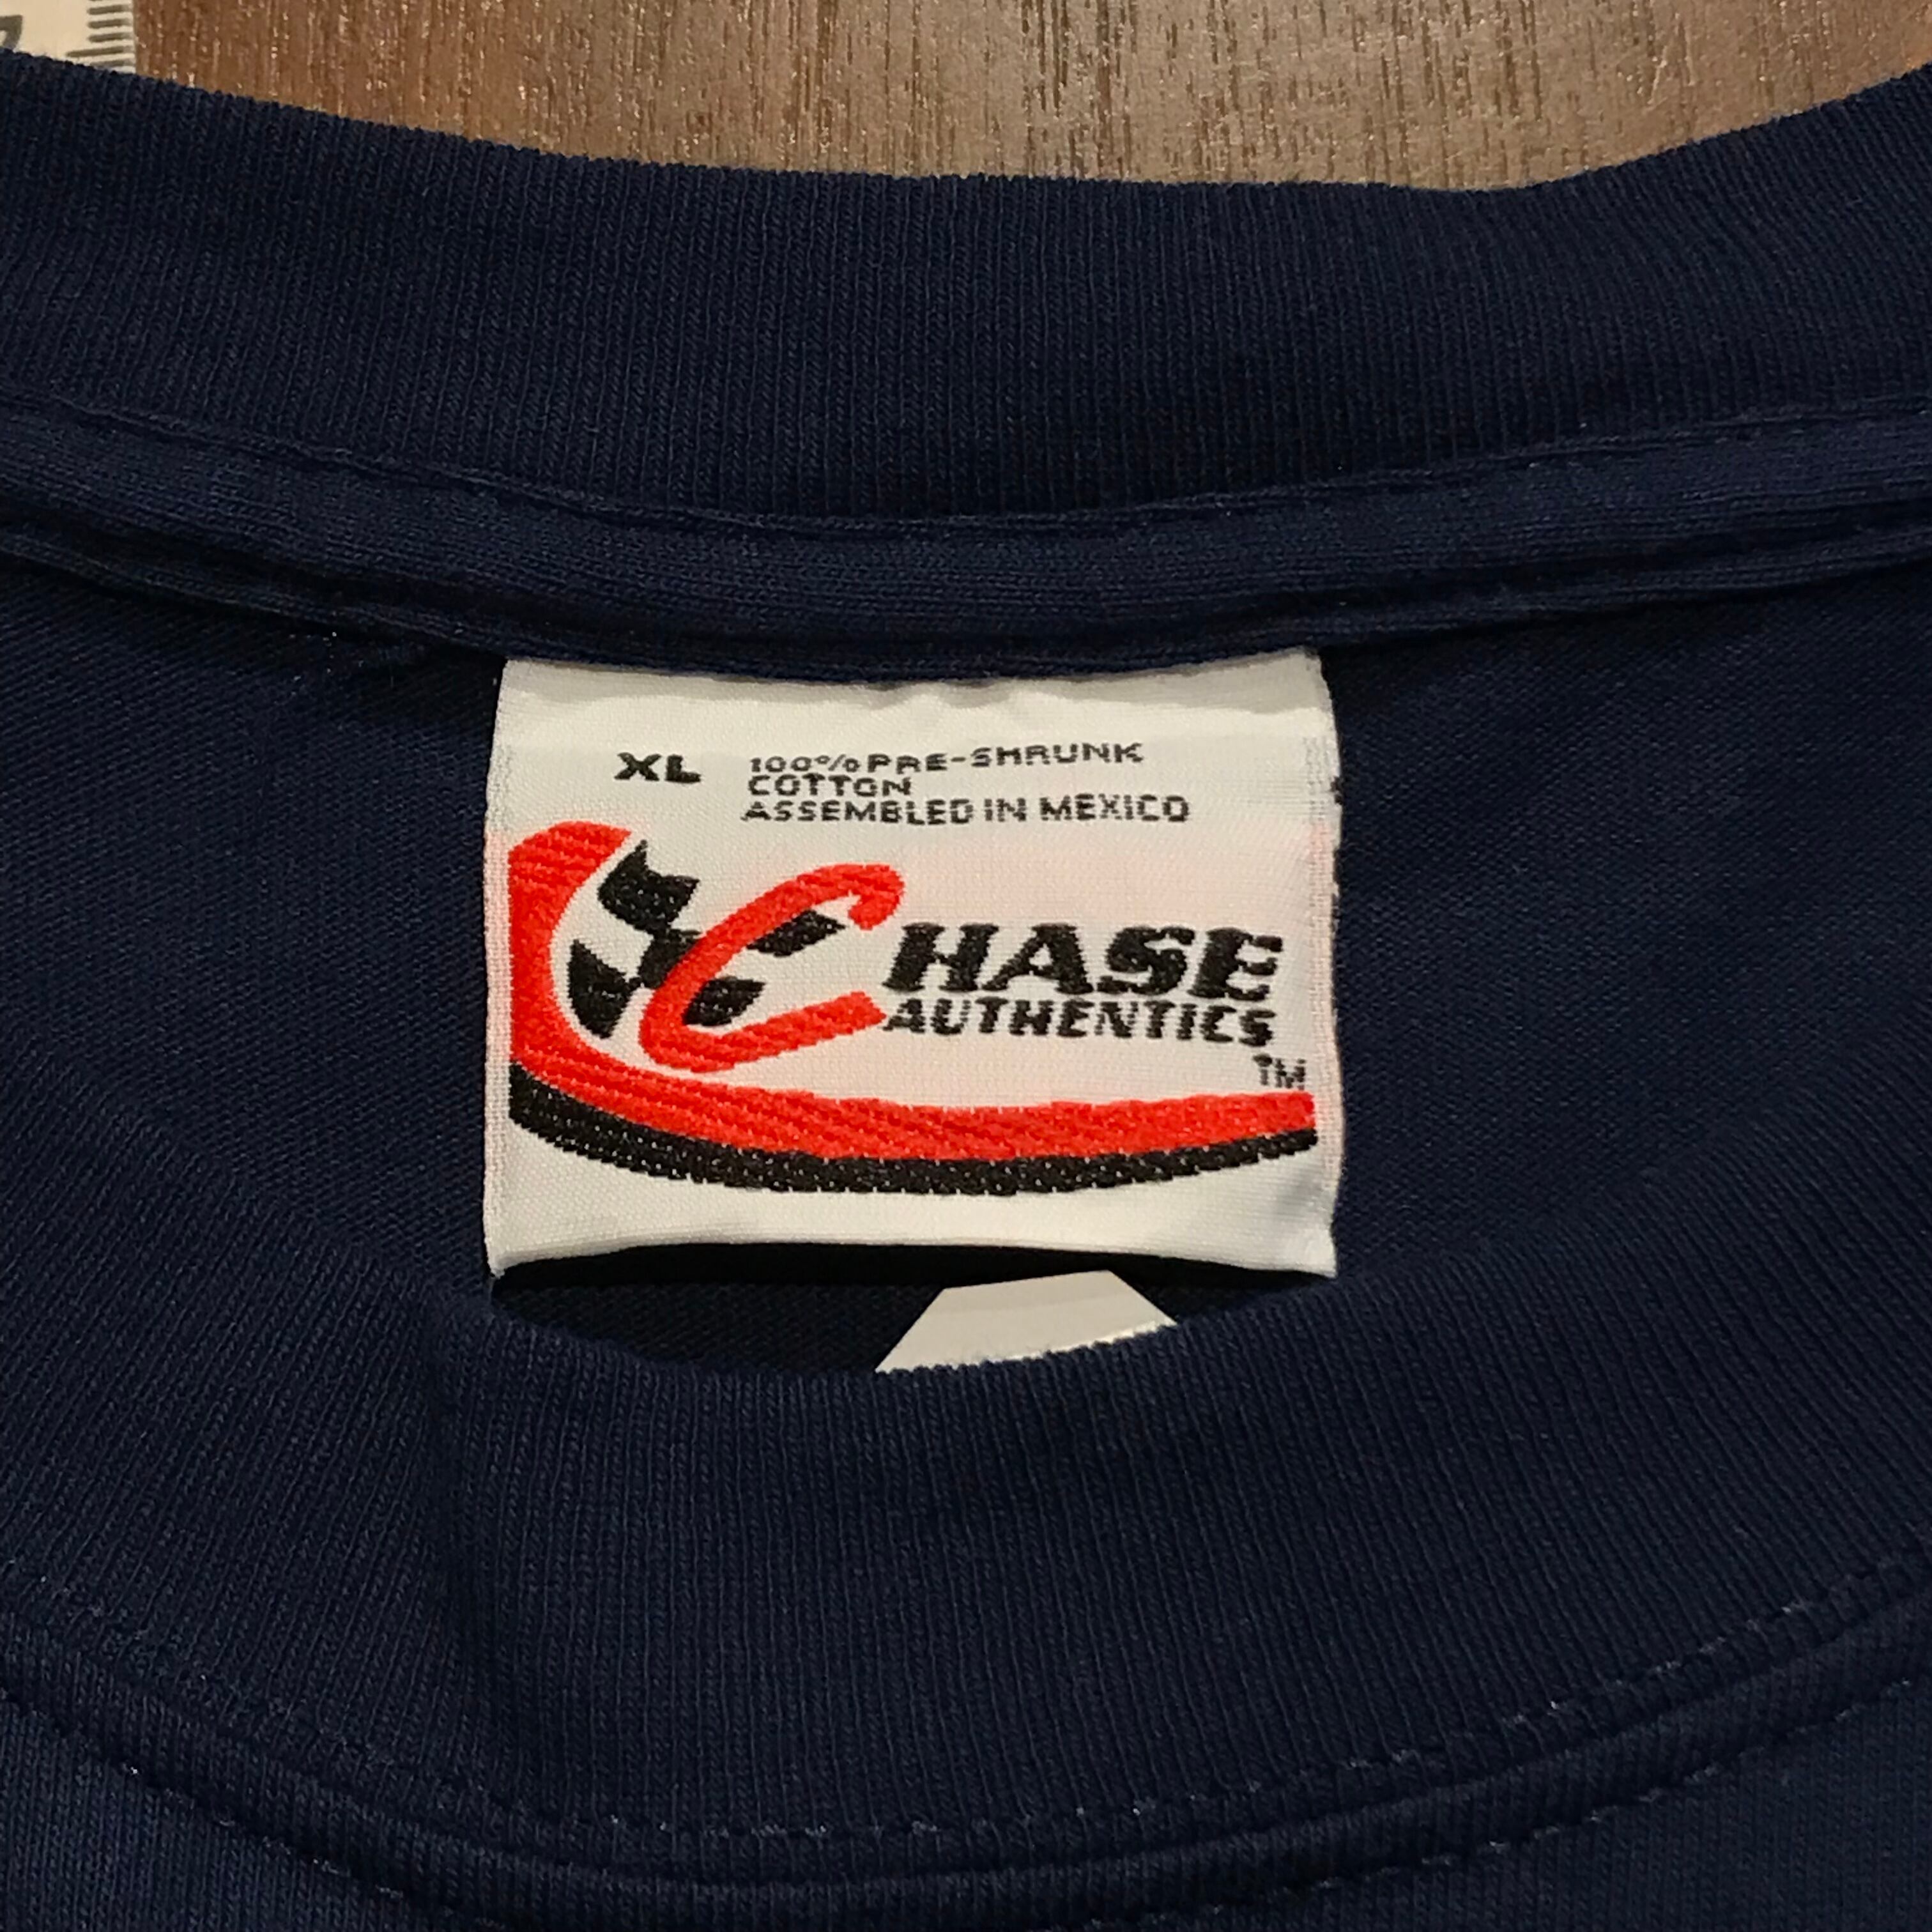 XL 100% PRE-SHRUNK
COTTON
ASSEMBLED IN MEXICO
CHASE
AUTHENTICS
TM